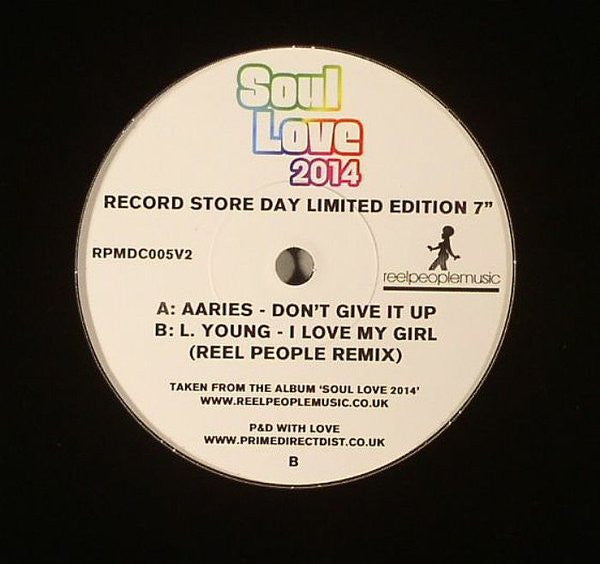 Soul
Love
2014
RECORD STORE DAY LIMITED EDITION 7”
RPMDC005V2
reelpeoplemusic
A: AARIES - DON'T GIVE IT UP
B: L. YOUNG - I LOVE MY GIRL
(REEL PEOPLE REMIX)
TAKEN FROM THE ALBUM 'SOUL LOVE 2014'
WWW.REELPEOPLEMUSIC.CO.UK
P&D WITH LOVE
WWW.PRIMEDIRECTDIST.CO.UK
B